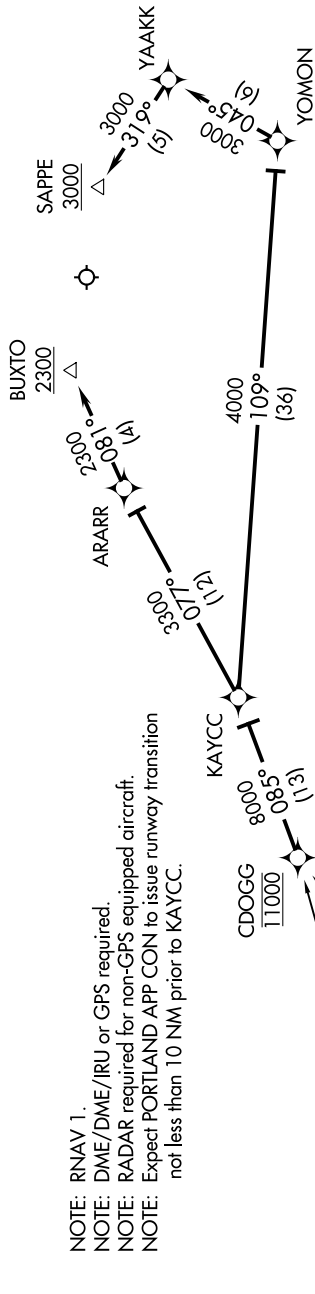 NOTE: RNAV 1.
NOTE: DME/DME/IRU or GPS required.
NOTE: RADAR required for non-GPS equipped aircraft.
NOTE: Expect PORTLAND APP CON to issue runway transition
not less than 10 NM prior to KAYCC.
CDOGG
11000
8000
085°
(13)
KAYCC
3300
077°
(12)
ARARR
2300
081°
(4)
BUXTO
2300
4000
109°
(36)
YOMON
3000
045°
(6)
YAAKK
3000
319°
(5)
SAPPE
3000